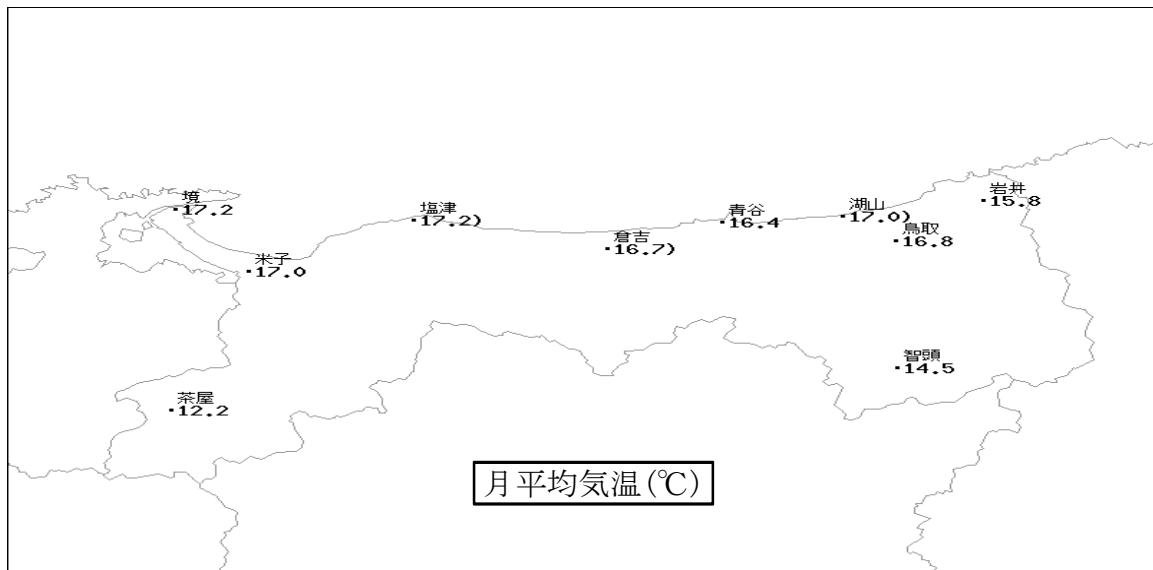 境
・17.2
米子
・17.0
塩津
・17.2)
倉吉
・16.7)
青谷
・16.4
湖山
・17.0)
鳥取
・16.8
岩井
・15.8
智頭
・14.5
茶屋
・12.2
月平均気温(℃)